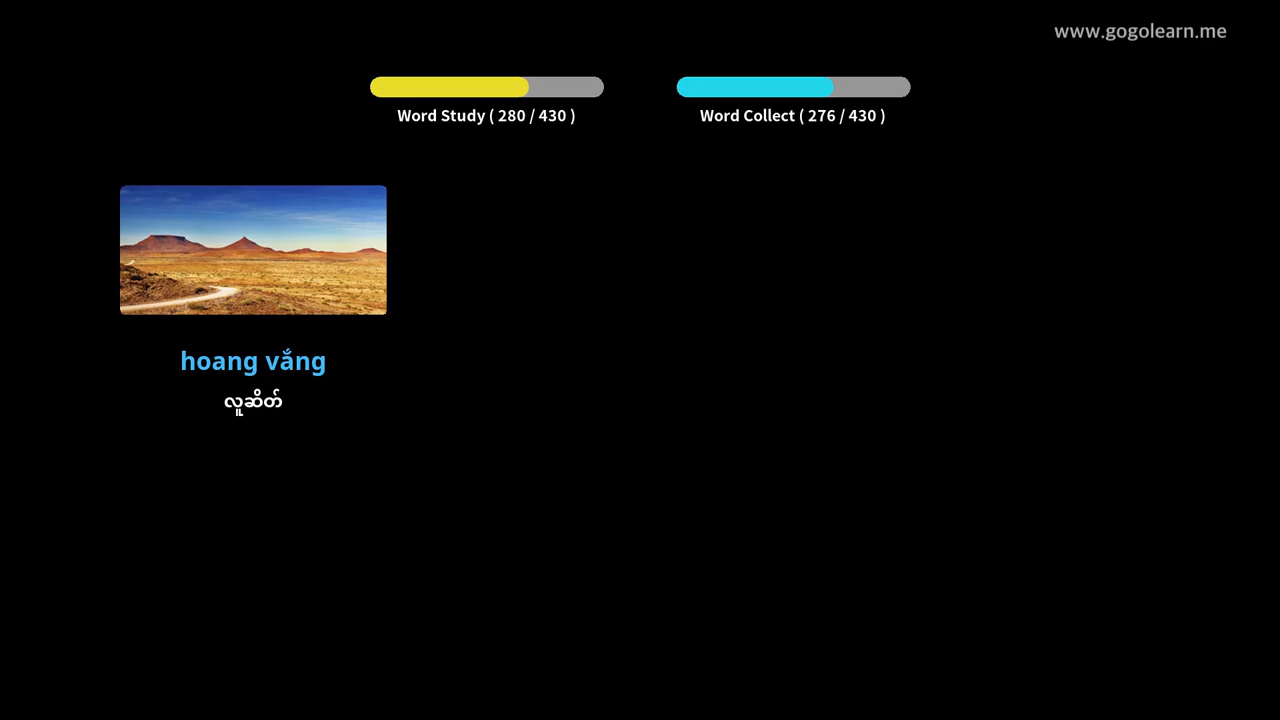 www.gogolearn.me
Word Study ( 280 / 430 )
Word Collect ( 276 / 430 )
hoang vắng
လူဆိတ်